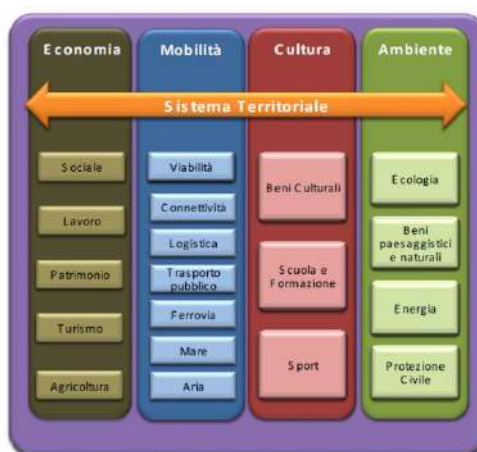 Economia
Mobilità
Cultura
Ambiente
Sistema Territoriale
Sociale
Lavoro
Patrimonio
Turismo
Agricoltura
Viabilità
Connettività
Logistica
Trasporto
pubblico
Ferrovia
Mare
Aria
Beni Culturali
Scuola e
Formazione
Sport
Ecologia
Beni
paesaggistici
e naturali
Energia
Protezione
Civile